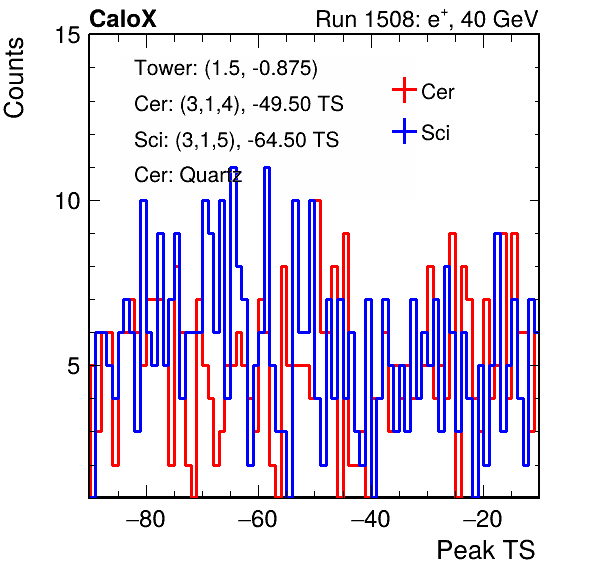 CaloX Run 1508: e⁺, 40 GeV
Counts
15
Tower: (1.5, -0.875)
Cer: (3,1,4), -49.50 TS
Sci: (3,1,5), -64.50 TS
Cer: Quartz
Cer
Sci
10
5
−80 −60 −40 −20
Peak TS